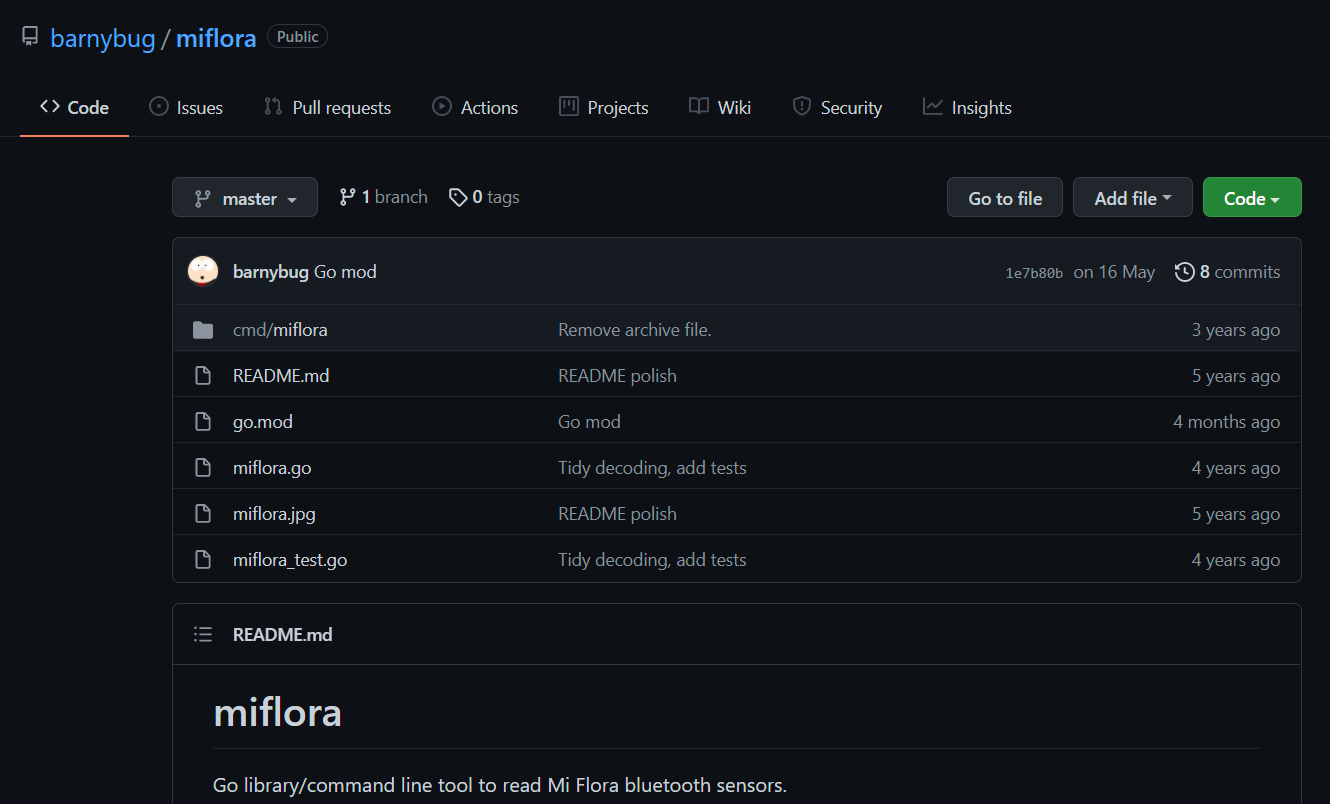 barnybug / miflora Public
Code Issues Pull requests Actions Projects Wiki Security Insights
master 1 branch 0 tags Go to file Add file Code
barnybug Go mod 1e7b80b on 16 May 8 commits
cmd/miflora Remove archive file. 3 years ago
README.md README polish 5 years ago
go.mod Go mod 4 months ago
miflora.go Tidy decoding, add tests 4 years ago
miflora.jpg README polish 5 years ago
miflora_test.go Tidy decoding, add tests 4 years ago
README.md
miflora
Go library/command line tool to read Mi Flora bluetooth sensors.